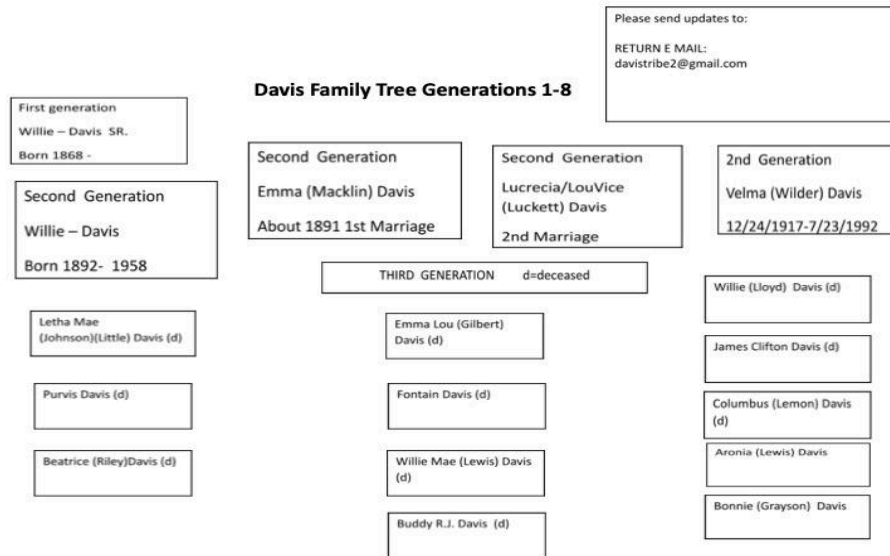 Please send updates to:
RETURN E MAIL:
davistribe2@gmail.com
Davis Family Tree Generations 1-8
First generation
Willie – Davis SR.
Born 1868 -
Second Generation
Willie – Davis
Born 1892- 1958
Second Generation
Emma (Macklin) Davis
About 1891 1st Marriage
Second Generation
Lucrecia/LouVice
(Luckett) Davis
2nd Marriage
2nd Generation
Velma (Wilder) Davis
12/24/1917-7/23/1992
THIRD GENERATION d=deceased
Letha Mae
(Johnson)(Little) Davis (d)
Purvis Davis (d)
Beatrice (Riley)Davis (d)
Emma Lou (Gilbert)
Davis (d)
Fontain Davis (d)
Willie Mae (Lewis) Davis
(d)
Buddy R.J. Davis (d)
Willie (Lloyd) Davis (d)
James Clifton Davis (d)
Columbus (Lemon) Davis
(d)
Aronia (Lewis) Davis
Bonnie (Grayson) Davis